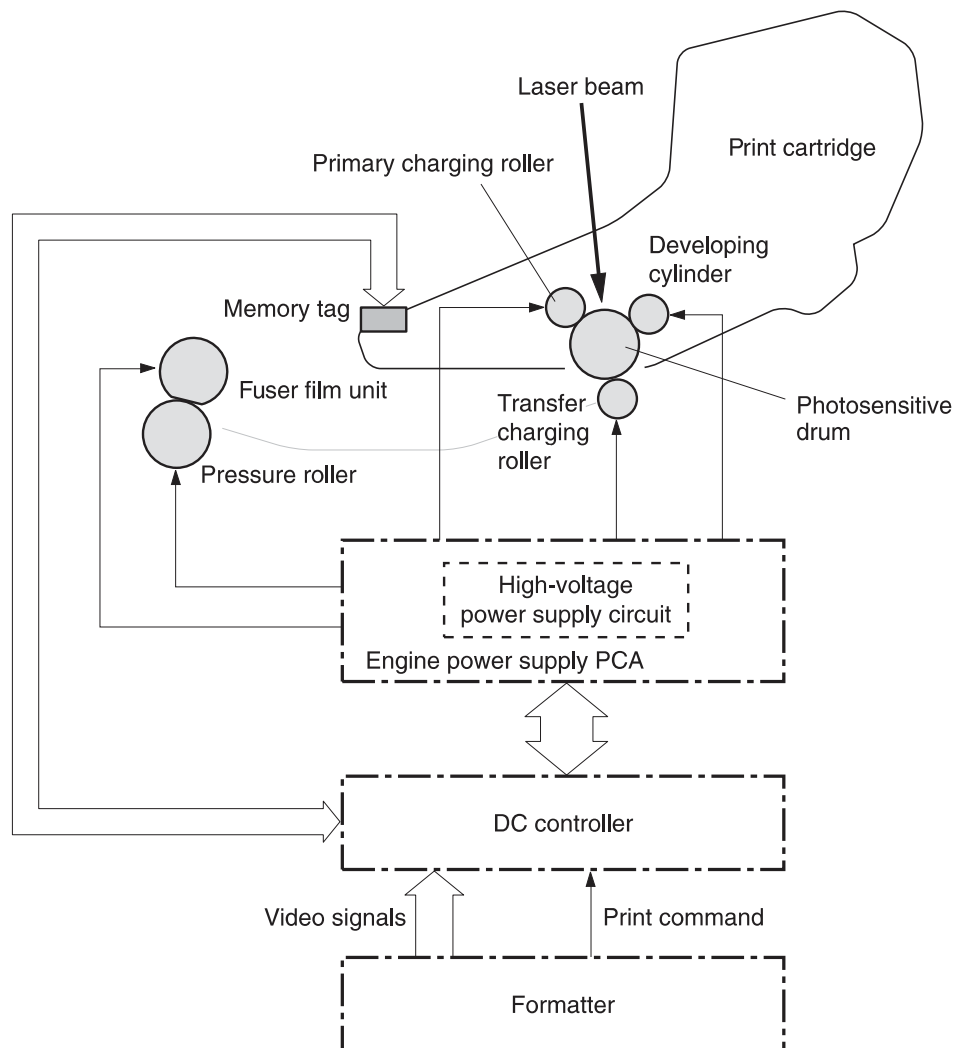 Laser beam
Print cartridge
Primary charging roller
Developing
cylinder
Memory tag
Fuser film unit
Transfer
charging
roller
Photosensitive
drum
Pressure roller
High-voltage
power supply circuit
Engine power supply PCA
DC controller
Video signals
Print command
Formatter